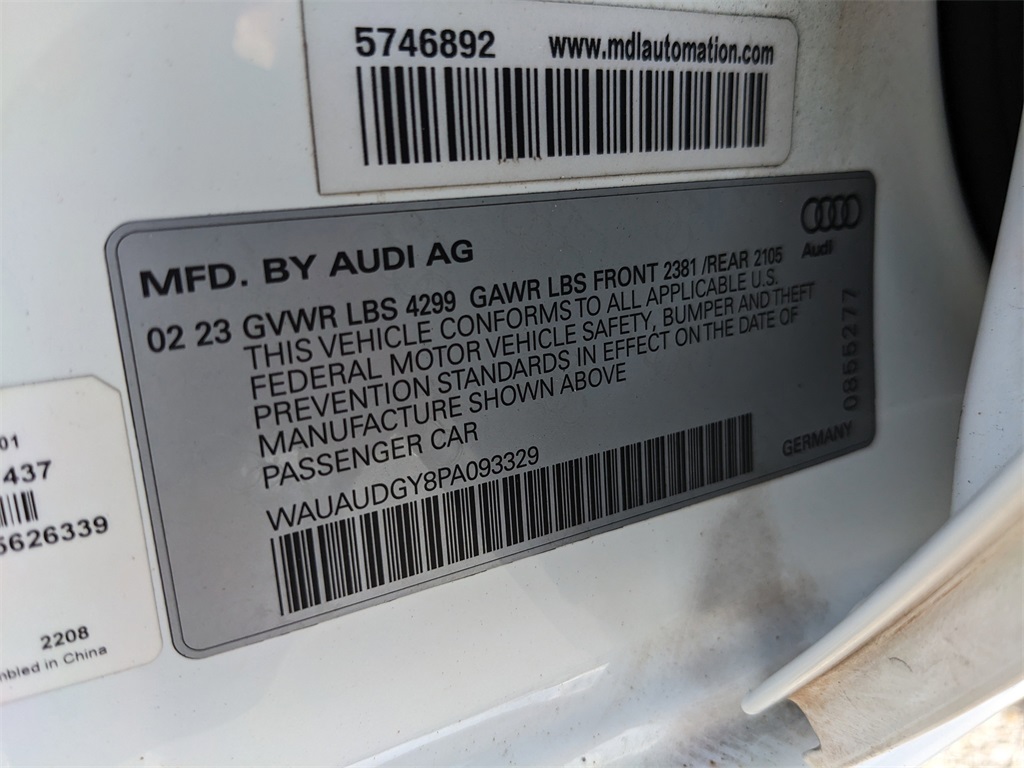 5746892 www.mdlautomation.com
MFD. BY AUDI AG
Audi
02 23 GVWR LBS 4299 GAWR LBS FRONT 2381 /REAR 2105
THIS VEHICLE CONFORMS TO ALL APPLICABLE U.S.
FEDERAL MOTOR VEHICLE SAFETY, BUMPER AND THEFT
PREVENTION STANDARDS IN EFFECT ON THE DATE OF
MANUFACTURE SHOWN ABOVE
PASSENGER CAR
WAUAUDGY8PA093329
GERMANY
0855277
01
437
5626339
2208
mbled in China